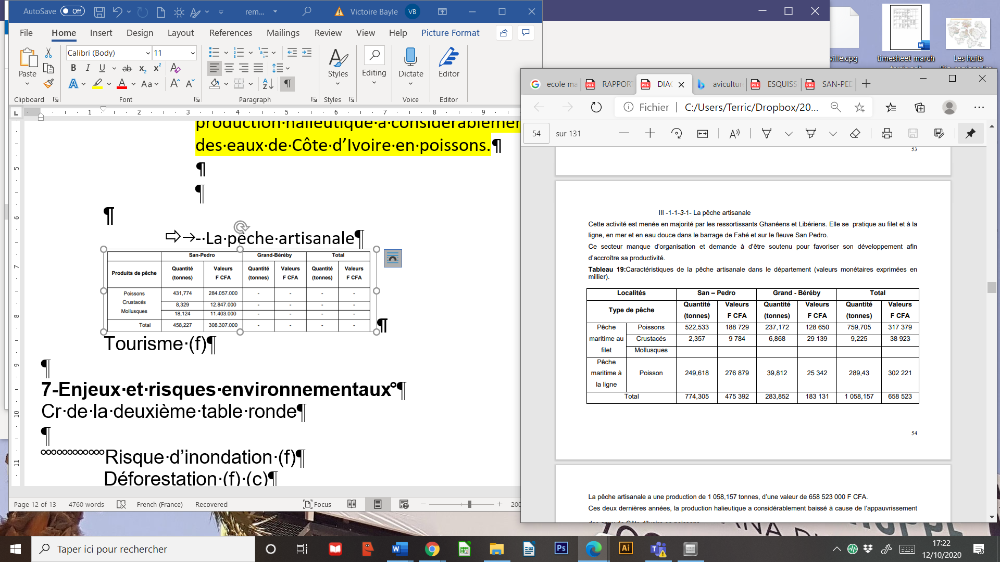 AutoSave Off rem... Victoire Bayle VB
File Home Insert Design Layout References Mailings Review View Help Picture Format
Calibri (Body) 11
Paste Styles Editing Dictate Editor
Clipboard Font Paragraph Styles Voice Editor
des·eaux·de·Côte·d’Ivoire·en·poissons.¶
¶
¶
¶
-·La·pêche·artisanale¶
San-Pedro Grand-Béréby Total
Produits de pêche Quantité (tonnes) Valeurs F CFA Quantité (tonnes) Valeurs F CFA Quantité (tonnes) Valeurs F CFA
Poissons 431,774 284.057.000 - - - -
Crustacés 8,329 12.847.000 - - - -
Mollusques 18,124 11.403.000 - - - -
Total 458,227 308.307.000 - - - -
¶
Tourisme·(f)¶
¶
7-Enjeux·et·risques·environnementaux°¶
Cr·de·la·deuxième·table·ronde¶
¶
°°°°°°°°°°°°Risque·d’inondation·(f)¶
Déforestation·(f)·(c)¶
Page 12 of 13 4760 words French (France) Recovered Focus
ville.cpg
timesheet march
Les huits
ecole ma RAPPORT DIAG avicultur ESQUISS SAN-PED
Fichier C:/Users/Terric/Dropbox/20...
54 sur 131
53
III -1-1-3-1- La pêche artisanale
Cette activité est menée en majorité par les ressortissants Ghanéens et Libériens. Elle se pratique au filet et à la
ligne, en mer et en eau douce dans le barrage de Fahé et sur le fleuve San Pedro.
Ce secteur manque d’organisation et demande à d’être soutenu pour favoriser son développement afin
d’accroître sa productivité.
Tableau 19:Caractéristiques de la pêche artisanale dans le département (valeurs monétaires exprimées en
millier).
Localités San – Pedro Grand - Béréby Total
Type de pêche Quantité (tonnes) Valeurs F CFA Quantité (tonnes) Valeurs F CFA Quantité (tonnes) Valeurs F CFA
Pêche maritime au filet Poissons 522,533 188 729 237,172 128 650 759,705 317 379
Crustacés 2,357 9 784 6,868 29 139 9,225 38 923
Mollusques
Pêche maritime à la ligne Poisson 249,618 276 879 39,812 25 342 289,43 302 221
Total 774,305 475 392 283,852 183 131 1 058,157 658 523
54
La pêche artisanale a une production de 1 058,157 tonnes, d’une valeur de 658 523 000 F CFA.
Ces deux dernières années, la production halieutique a considérablement baissé à cause de l’appauvrissement
Taper ici pour rechercher
17:22
12/10/2020